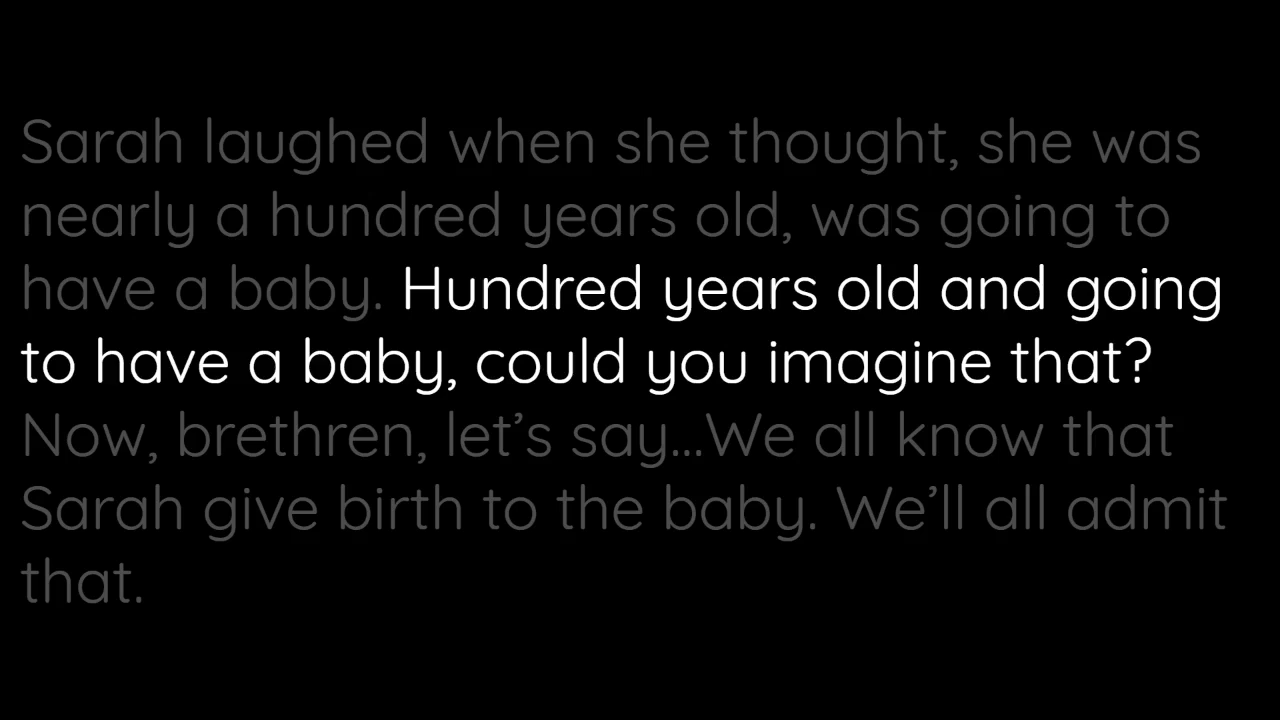 Sarah laughed when she thought, she was
nearly a hundred years old, was going to
have a baby. Hundred years old and going
to have a baby, could you imagine that?
Now, brethren, let’s say...We all know that
Sarah give birth to the baby. We’ll all admit
that.